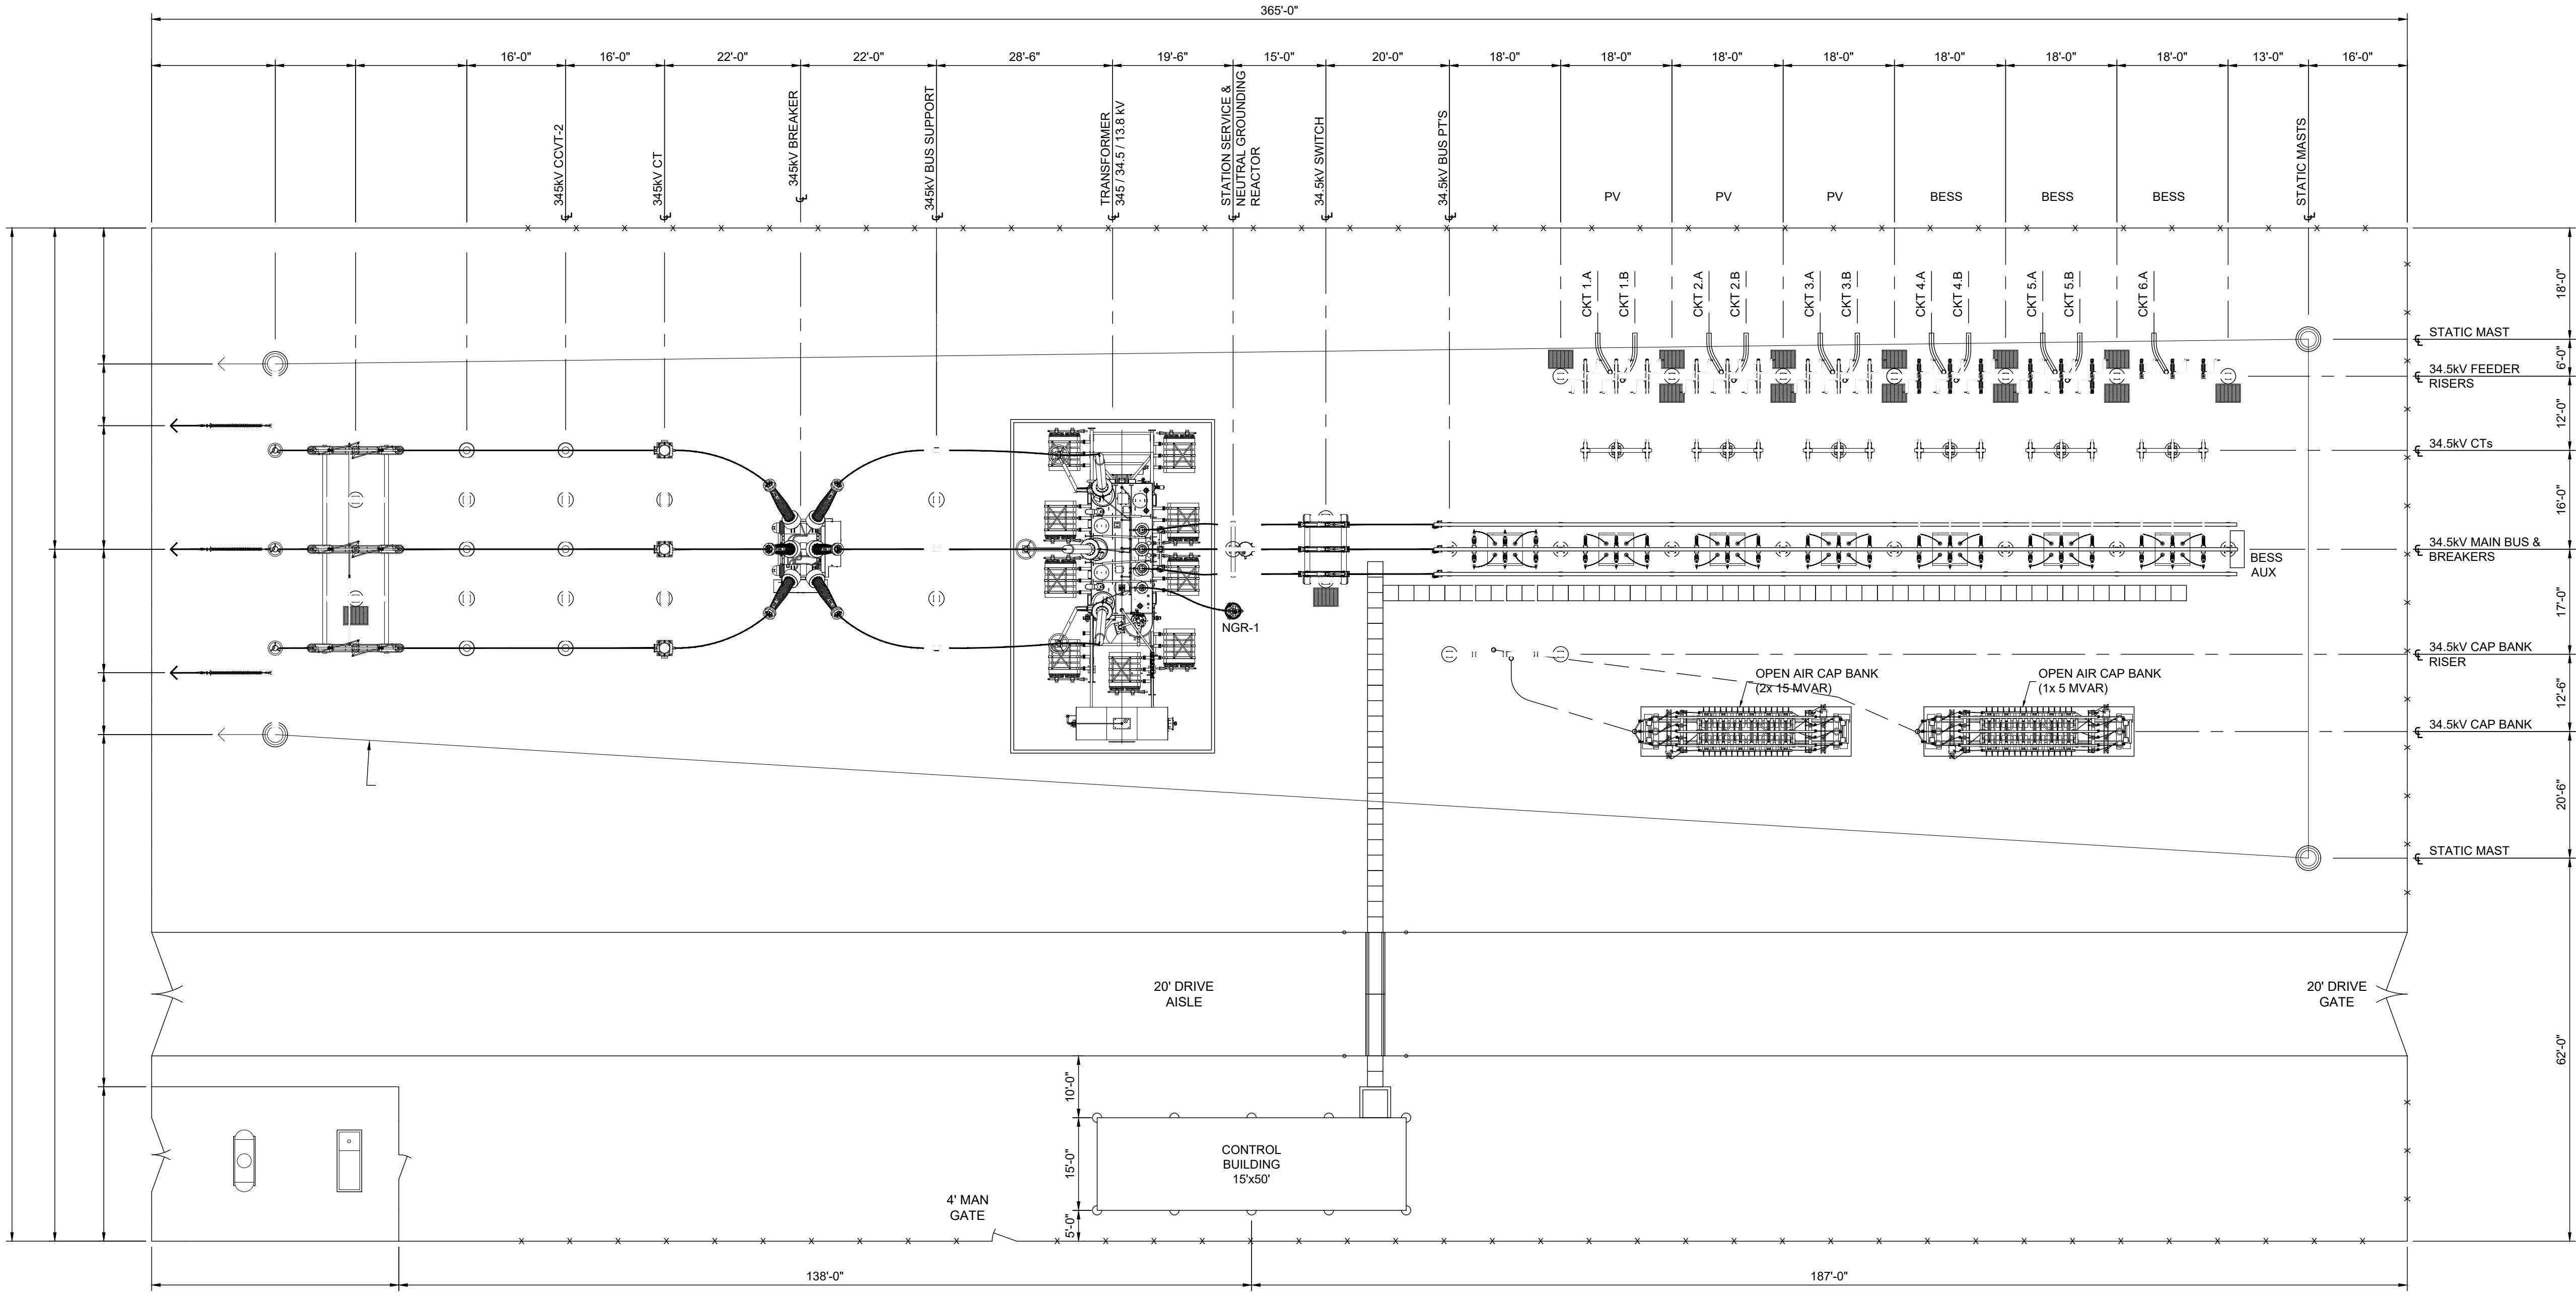 365'-0"
16'-0"
16'-0"
22'-0"
22'-0"
28'-6"
19'-6"
15'-0"
20'-0"
18'-0"
18'-0"
18'-0"
18'-0"
18'-0"
18'-0"
18'-0"
13'-0"
16'-0"
345kV CCVT-2
345kV CT
345kV BREAKER
345kV BUS SUPPORT
TRANSFORMER
345 / 34.5 / 13.8 kV
STATION SERVICE &
NEUTRAL GROUNDING
REACTOR
34.5kV SWITCH
34.5kV BUS PT'S
PV
PV
PV
BESS
BESS
BESS
STATIC MASTS
CKT 1.A
CKT 1.B
CKT 2.A
CKT 2.B
CKT 3.A
CKT 3.B
CKT 4.A
CKT 4.B
CKT 5.A
CKT 5.B
CKT 6.A
18'-0"
STATIC MAST
6'-0"
34.5kV FEEDER
RISERS
12'-0"
34.5kV CTs
16'-0"
34.5kV MAIN BUS &
BREAKERS
BESS
AUX
17'-0"
NGR-1
34.5kV CAP BANK
RISER
OPEN AIR CAP BANK
(2x 15 MVAR)
OPEN AIR CAP BANK
(1x 5 MVAR)
12'-6"
34.5kV CAP BANK
20'-6"
STATIC MAST
20' DRIVE
AISLE
20' DRIVE
GATE
62'-0"
10'-0"
15'-0"
5'-0"
CONTROL
BUILDING
15'x50'
4' MAN
GATE
138'-0"
187'-0"